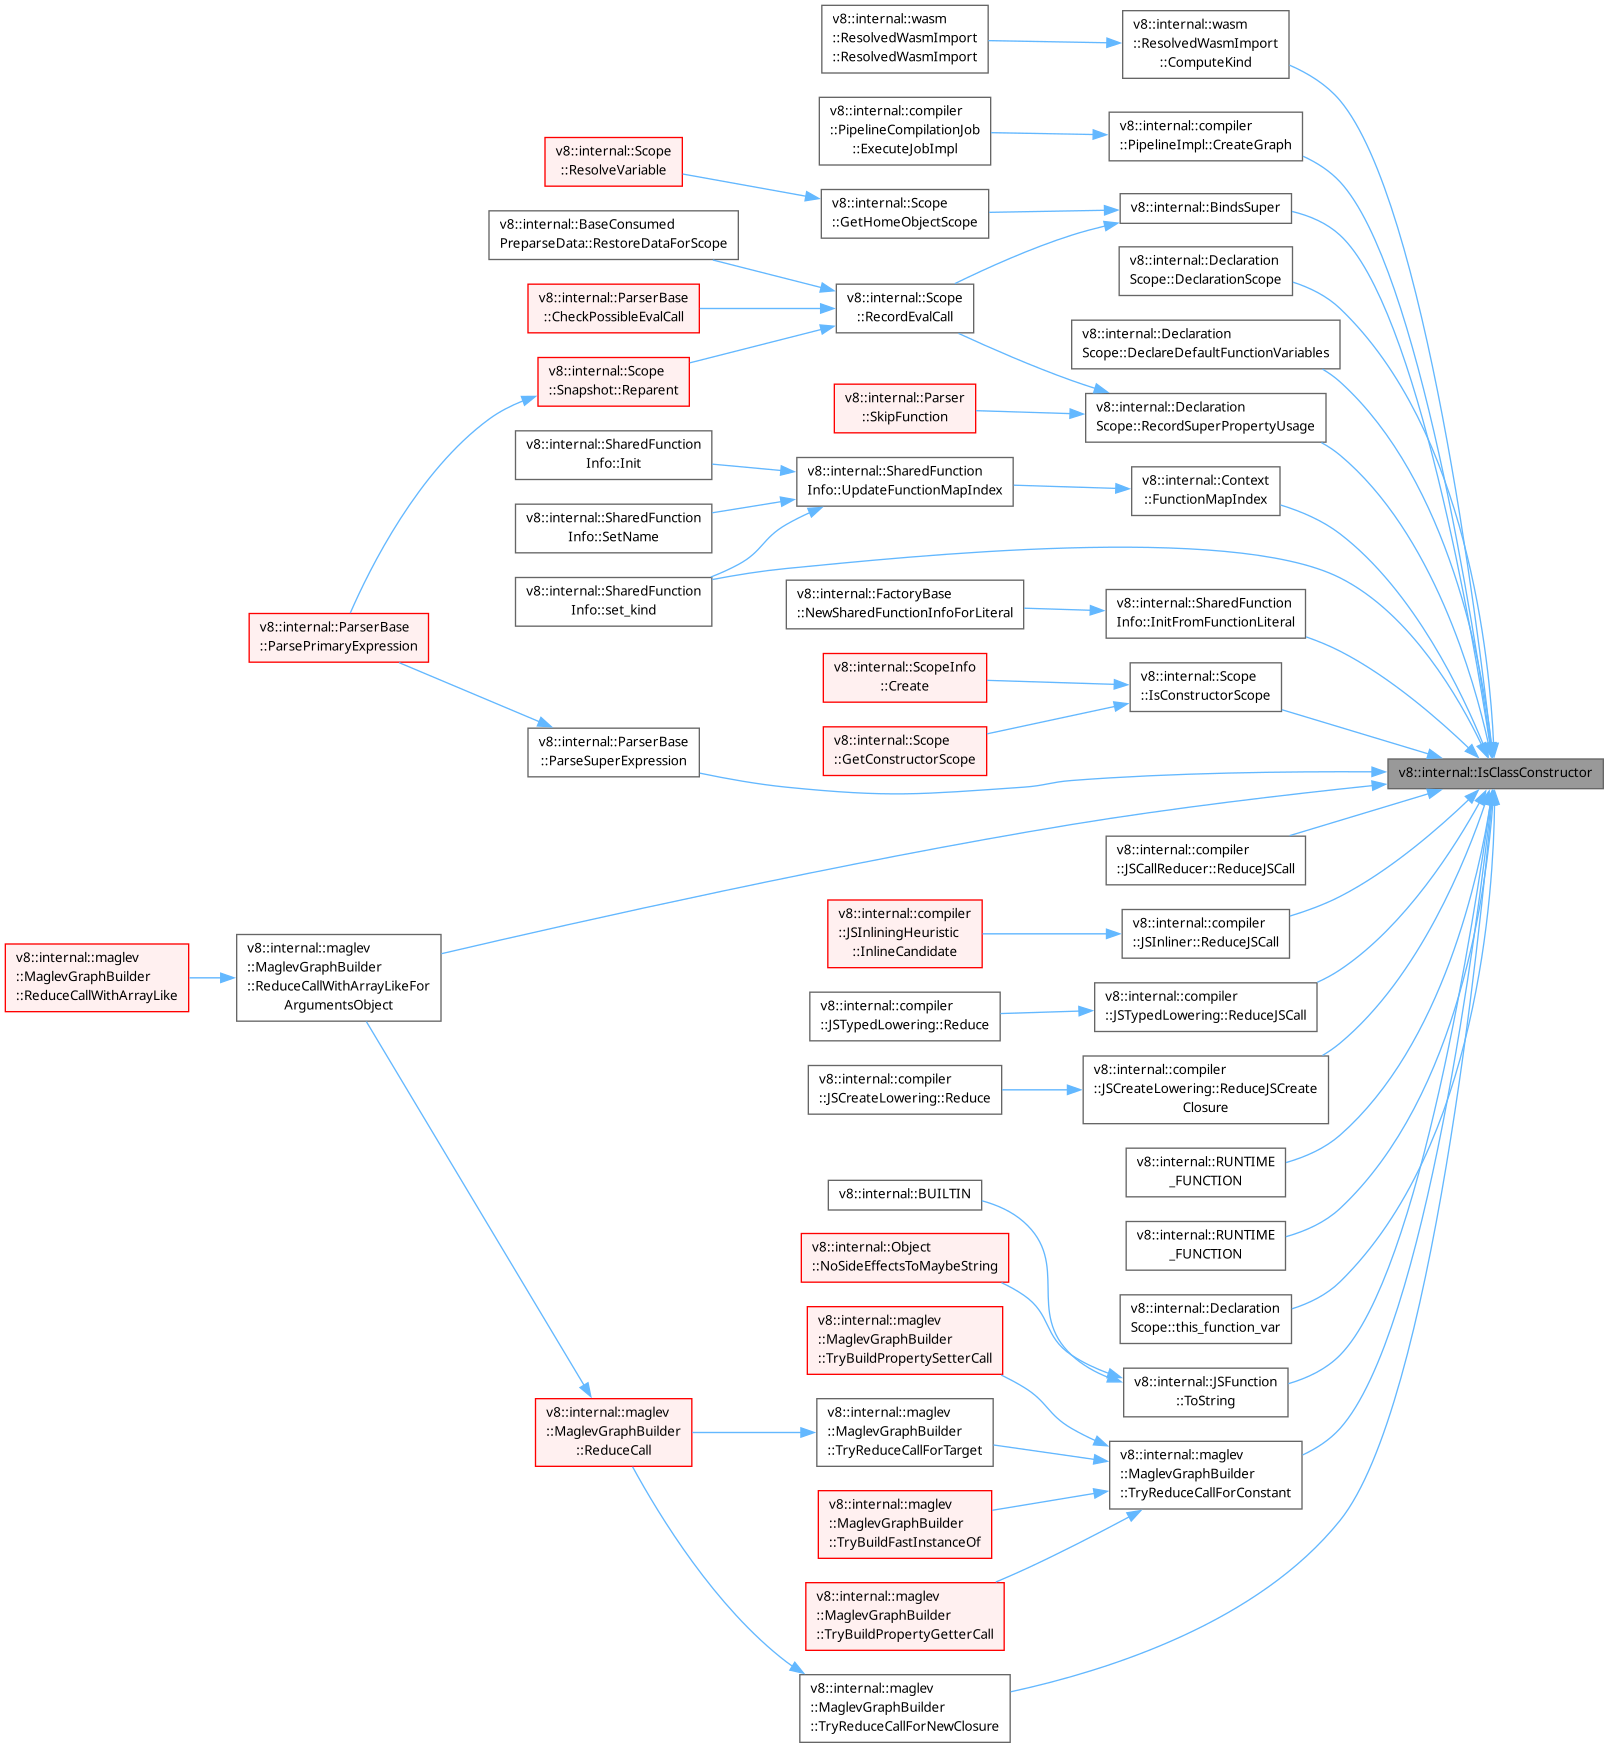 v8::internal::wasm
::ResolvedWasmImport
::ResolvedWasmImport
v8::internal::wasm
::ResolvedWasmImport
::ComputeKind
v8::internal::compiler
::PipelineCompilationJob
::ExecuteJobImpl
v8::internal::compiler
::PipelineImpl::CreateGraph
v8::internal::Scope
::ResolveVariable
v8::internal::Scope
::GetHomeObjectScope
v8::internal::BindsSuper
v8::internal::BaseConsumed
PreparseData::RestoreDataForScope
v8::internal::Declaration
Scope::DeclarationScope
v8::internal::ParserBase
::CheckPossibleEvalCall
v8::internal::Scope
::RecordEvalCall
v8::internal::Declaration
Scope::DeclareDefaultFunctionVariables
v8::internal::Scope
::Snapshot::Reparent
v8::internal::Parser
::SkipFunction
v8::internal::Declaration
Scope::RecordSuperPropertyUsage
v8::internal::SharedFunction
Info::Init
v8::internal::SharedFunction
Info::UpdateFunctionMapIndex
v8::internal::Context
::FunctionMapIndex
v8::internal::SharedFunction
Info::SetName
v8::internal::SharedFunction
Info::set_kind
v8::internal::FactoryBase
::NewSharedFunctionInfoForLiteral
v8::internal::SharedFunction
Info::InitFromFunctionLiteral
v8::internal::ParserBase
::ParsePrimaryExpression
v8::internal::ScopeInfo
::Create
v8::internal::Scope
::IsConstructorScope
v8::internal::Scope
::GetConstructorScope
v8::internal::ParserBase
::ParseSuperExpression
v8::internal::IsClassConstructor
v8::internal::compiler
::JSCallReducer::ReduceJSCall
v8::internal::compiler
::JSInliningHeuristic
::InlineCandidate
v8::internal::compiler
::JSInliner::ReduceJSCall
v8::internal::maglev
::MaglevGraphBuilder
::ReduceCallWithArrayLike
v8::internal::maglev
::MaglevGraphBuilder
::ReduceCallWithArrayLikeFor
ArgumentsObject
v8::internal::compiler
::JSTypedLowering::Reduce
v8::internal::compiler
::JSTypedLowering::ReduceJSCall
v8::internal::compiler
::JSCreateLowering::Reduce
v8::internal::compiler
::JSCreateLowering::ReduceJSCreate
Closure
v8::internal::RUNTIME
_FUNCTION
v8::internal::BUILTIN
v8::internal::RUNTIME
_FUNCTION
v8::internal::Object
::NoSideEffectsToMaybeString
v8::internal::Declaration
Scope::this_function_var
v8::internal::maglev
::MaglevGraphBuilder
::TryBuildPropertySetterCall
v8::internal::JSFunction
::ToString
v8::internal::maglev
::MaglevGraphBuilder
::ReduceCall
v8::internal::maglev
::MaglevGraphBuilder
::TryReduceCallForTarget
v8::internal::maglev
::MaglevGraphBuilder
::TryReduceCallForConstant
v8::internal::maglev
::MaglevGraphBuilder
::TryBuildFastInstanceOf
v8::internal::maglev
::MaglevGraphBuilder
::TryBuildPropertyGetterCall
v8::internal::maglev
::MaglevGraphBuilder
::TryReduceCallForNewClosure